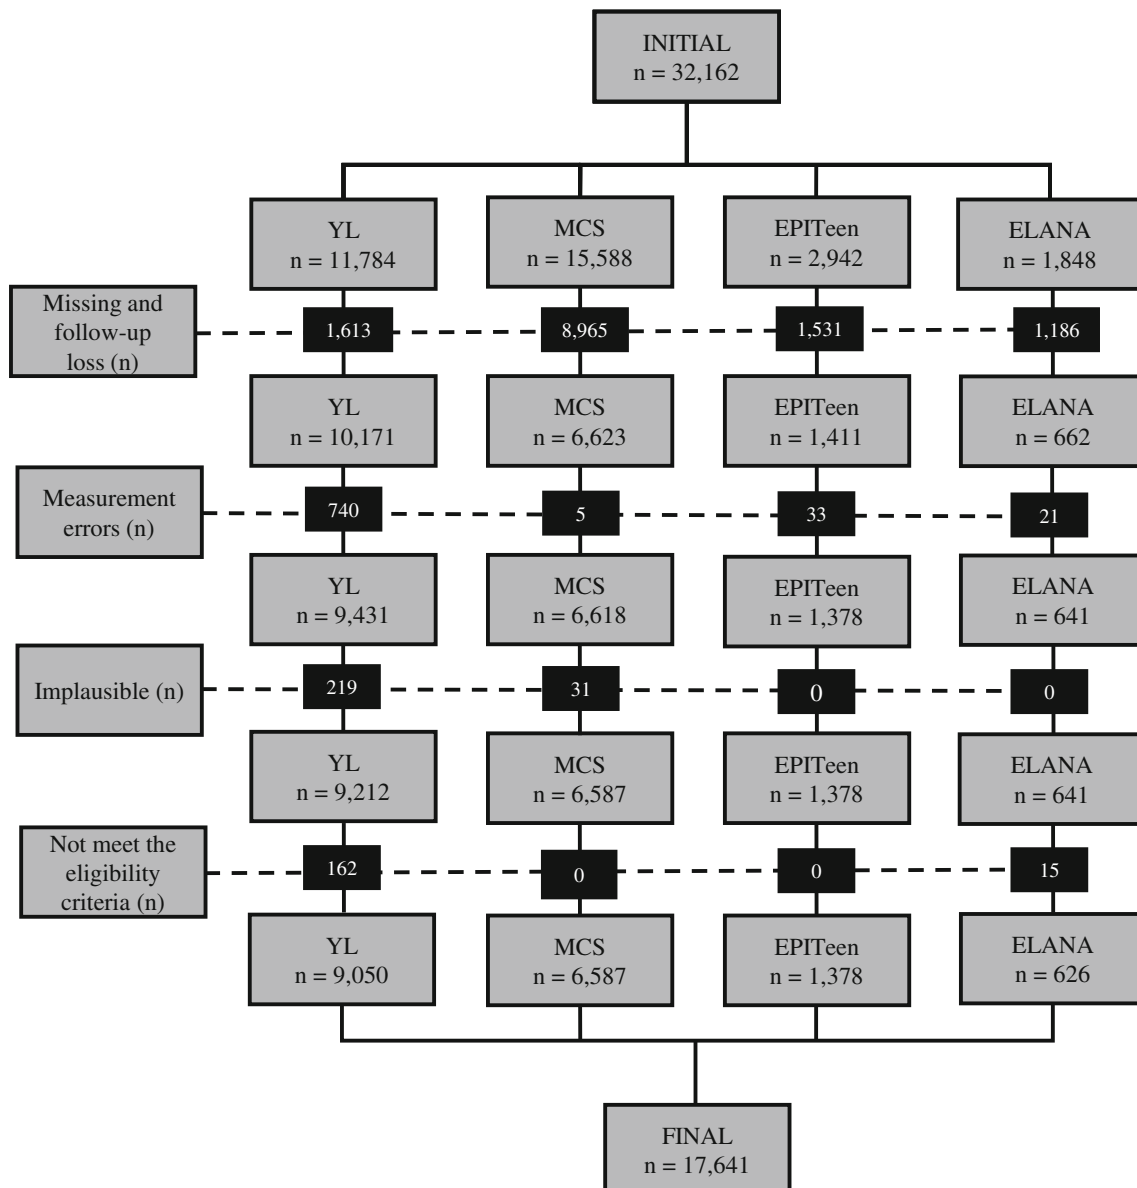 INITIAL
n = 32,162
YL
n = 11,784
MCS
n = 15,588
EPITeen
n = 2,942
ELANA
n = 1,848
Missing and
follow-up
loss (n)
1,613
8,965
1,531
1,186
YL
n = 10,171
MCS
n = 6,623
EPITeen
n = 1,411
ELANA
n = 662
Measurement
errors (n)
740
5
33
21
YL
n = 9,431
MCS
n = 6,618
EPITeen
n = 1,378
ELANA
n = 641
Implausible (n)
219
31
0
0
YL
n = 9,212
MCS
n = 6,587
EPITeen
n = 1,378
ELANA
n = 641
Not meet the
eligibility
criteria (n)
162
0
0
15
YL
n = 9,050
MCS
n = 6,587
EPITeen
n = 1,378
ELANA
n = 626
FINAL
n = 17,641